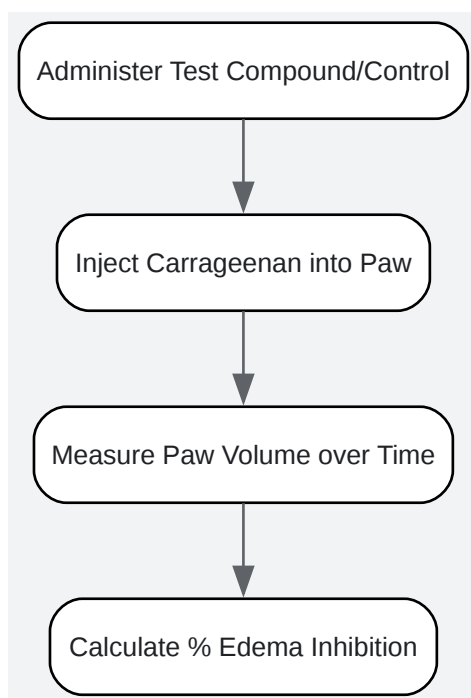 Administer Test Compound/Control
Inject Carrageenan into Paw
Measure Paw Volume over Time
Calculate % Edema Inhibition